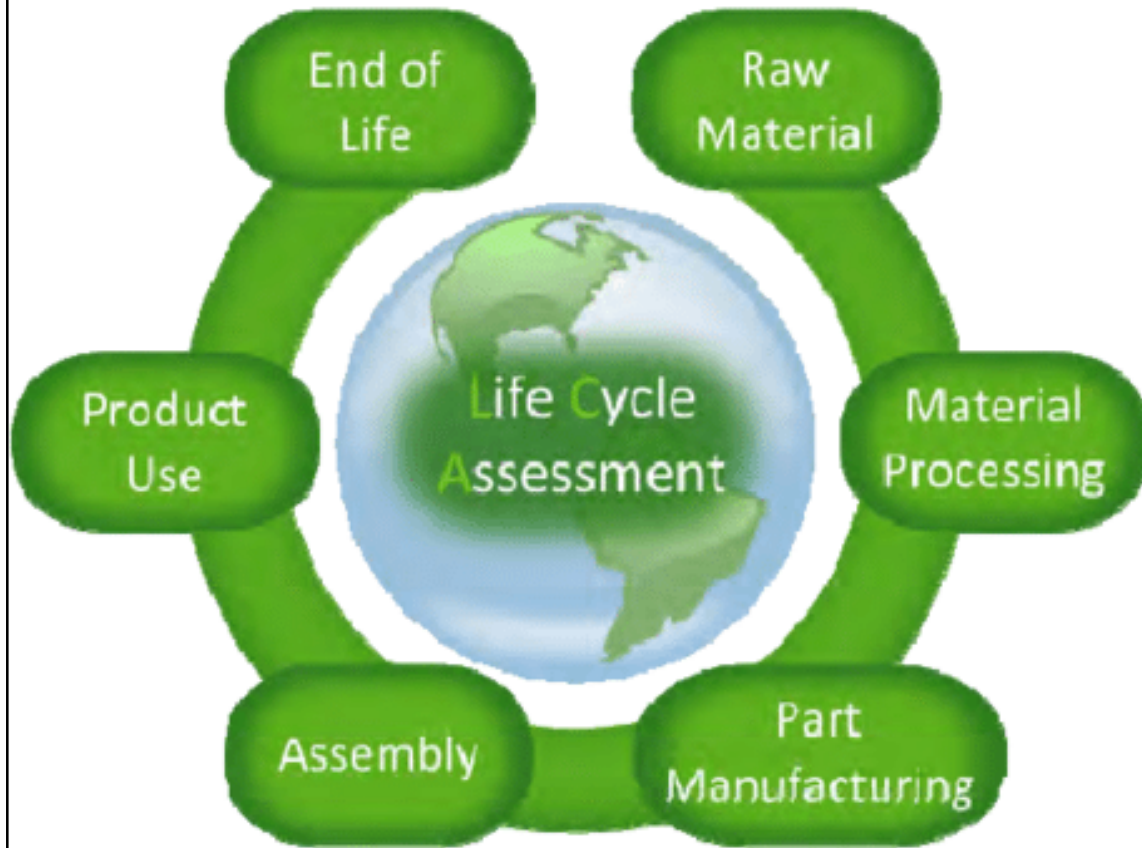 End of
Life
Raw
Material
Product
Use
Life Cycle
Assessment
Material
Processing
Assembly
Part
Manufacturing